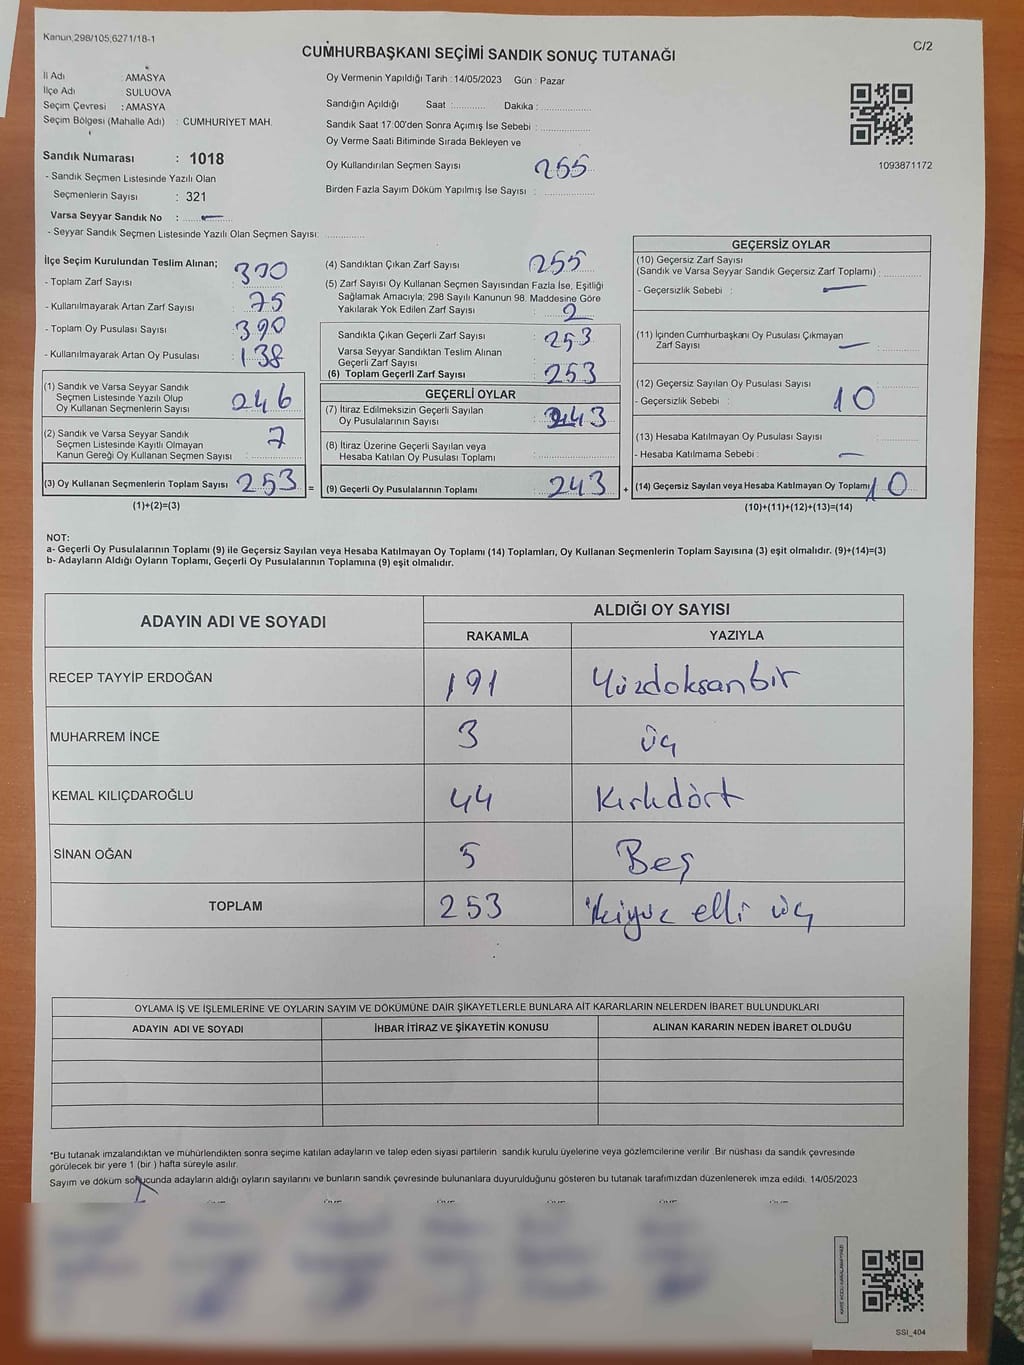 Kanun,298/105,6271/18-1
C/2
CUMHURBAŞKANI SEÇİMİ SANDIK SONUÇ TUTANAĞI
İl Adı : AMASYA
İlçe Adı : SULUOVA
Seçim Çevresi : AMASYA
Seçim Bölgesi (Mahalle Adı) : CUMHURİYET MAH.
Sandık Numarası : 1018
- Sandık Seçmen Listesinde Yazılı Olan
Seçmenlerin Sayısı : 321
Varsa Seyyar Sandık No : —
- Seyyar Sandık Seçmen Listesinde Yazılı Olan Seçmen Sayısı: ............
Oy Vermenin Yapıldığı Tarih : 14/05/2023 Gün : Pazar
Sandığın Açıldığı Saat :........... Dakika :................
Sandık Saat 17:00'den Sonra Açımış İse Sebebi :................
Oy Verme Saati Bitiminde Sırada Bekleyen ve
Oy Kullandırılan Seçmen Sayısı 255
Birden Fazla Sayım Döküm Yapılmış İse Sayısı :................
1093871172
İlçe Seçim Kurulundan Teslim Alınan;
- Toplam Zarf Sayısı :
- Kullanılmayarak Artan Zarf Sayısı : 75
- Toplam Oy Pusulası Sayısı : 390
- Kullanılmayarak Artan Oy Pusulası : 138
(1) Sandık ve Varsa Seyyar Sandık
Seçmen Listesinde Yazılı Olup
Oy Kullanan Seçmenlerin Sayısı : 246
(2) Sandık ve Varsa Seyyar Sandık
Seçmen Listesinde Kayıtlı Olmayan
Kanun Gereği Oy Kullanan Seçmen Sayısı : 7
(3) Oy Kullanan Seçmenlerin Toplam Sayısı 253 =
(1)+(2)=(3)
(4) Sandıktan Çıkan Zarf Sayısı 255
(5) Zarf Sayısı Oy Kullanan Seçmen Sayısından Fazla İse, Eşitliği
Sağlamak Amacıyla; 298 Sayılı Kanunun 98. Maddesine Göre
Yakılarak Yok Edilen Zarf Sayısı : 2
Sandıkta Çıkan Geçerli Zarf Sayısı : 253
Varsa Seyyar Sandıktan Teslim Alınan
Geçerli Zarf Sayısı :
(6) Toplam Geçerli Zarf Sayısı 253
GEÇERLİ OYLAR
(7) İtiraz Edilmeksizin Geçerli Sayılan
Oy Pusulalarının Sayısı : 243
(8) İtiraz Üzerine Geçerli Sayılan veya
Hesaba Katılan Oy Pusulası Toplamı :................
(9) Geçerli Oy Pusulalarının Toplamı : 243 +
GEÇERSİZ OYLAR
(10) Geçersiz Zarf Sayısı
(Sandık ve Varsa Seyyar Sandık Geçersiz Zarf Toplamı) :............
- Geçersizlik Sebebi : —
(11) İçinden Cumhurbaşkanı Oy Pusulası Çıkmayan
Zarf Sayısı — :............
(12) Geçersiz Sayılan Oy Pusulası Sayısı :............
- Geçersizlik Sebebi : 10
(13) Hesaba Katılmayan Oy Pusulası Sayısı :............
- Hesaba Katılmama Sebebi : —
(14) Geçersiz Sayılan veya Hesaba Katılmayan Oy Toplamı 10
(10)+(11)+(12)+(13)=(14)
NOT:
a- Geçerli Oy Pusulalarının Toplamı (9) ile Geçersiz Sayılan veya Hesaba Katılmayan Oy Toplamı (14) Toplamları, Oy Kullanan Seçmenlerin Toplam Sayısına (3) eşit olmalıdır. (9)+(14)=(3)
b- Adayların Aldığı Oyların Toplamı, Geçerli Oy Pusulalarının Toplamına (9) eşit olmalıdır.
ADAYIN ADI VE SOYADI ALDIĞI OY SAYISI
RAKAMLA YAZIYLA
RECEP TAYYİP ERDOĞAN 191 Yüzdoksanbir
MUHARREM İNCE 3 üç
KEMAL KILIÇDAROĞLU 44 Kırkdört
SİNAN OĞAN 5 Beş
TOPLAM 253 ikiyüz elli üç
OYLAMA İŞ VE İŞLEMLERİNE VE OYLARIN SAYIM VE DÖKÜMÜNE DAİR ŞİKAYETLERLE BUNLARA AİT KARARLARIN NELERDEN İBARET BULUNDUKLARI
ADAYIN ADI VE SOYADI İHBAR İTİRAZ VE ŞİKAYETİN KONUSU ALINAN KARARIN NEDEN İBARET OLDUĞU
*Bu tutanak imzalandıktan ve mühürlendikten sonra seçime katılan adayların ve talep eden siyasi partilerin sandık kurulu üyelerine veya gözlemcilerine verilir. Bir nüshası da sandık çevresinde
görülecek bir yere 1 (bir ) hafta süreyle asılır.
Sayım ve döküm sonucunda adayların aldığı oyların sayılarını ve bunların sandık çevresinde bulunanlara duyurulduğunu gösteren bu tutanak tarafımızdan düzenlenerek imza edildi. 14/05/2023
SSI_404